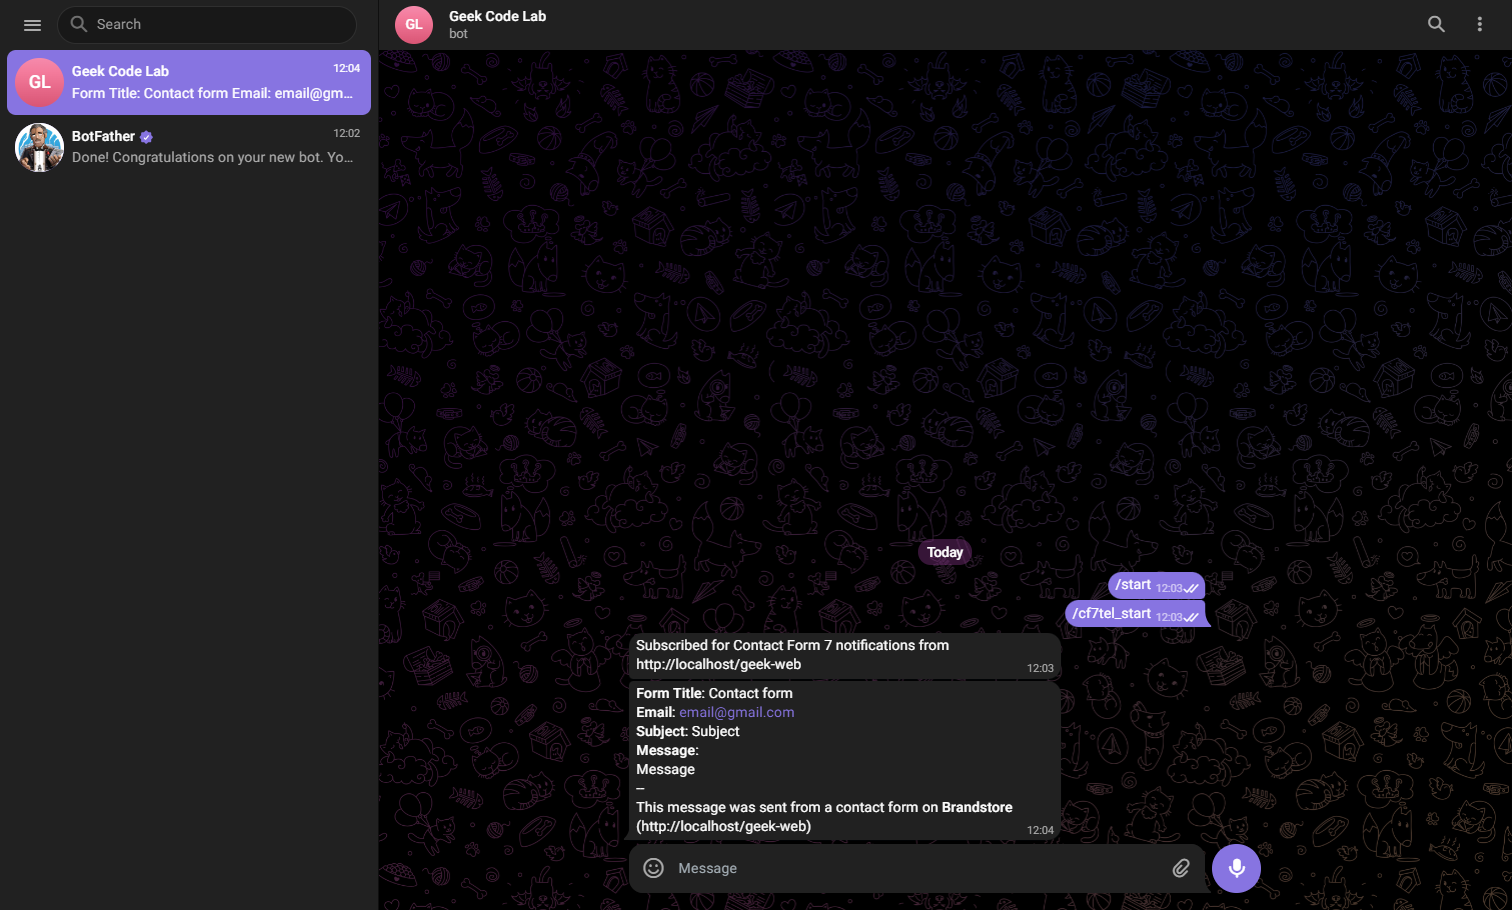 Search
GL
Geek Code Lab
12:04
Form Title: Contact form Email: email@gm...
BotFather
12:02
Done! Congratulations on your new bot. Yo...
GL
Geek Code Lab
bot
Today
/start 12:03
/cf7tel_start 12:03
Subscribed for Contact Form 7 notifications from
http://localhost/geek-web
12:03
Form Title: Contact form
Email: email@gmail.com
Subject: Subject
Message:
Message
--
This message was sent from a contact form on Brandstore
(http://localhost/geek-web)
12:04
Message